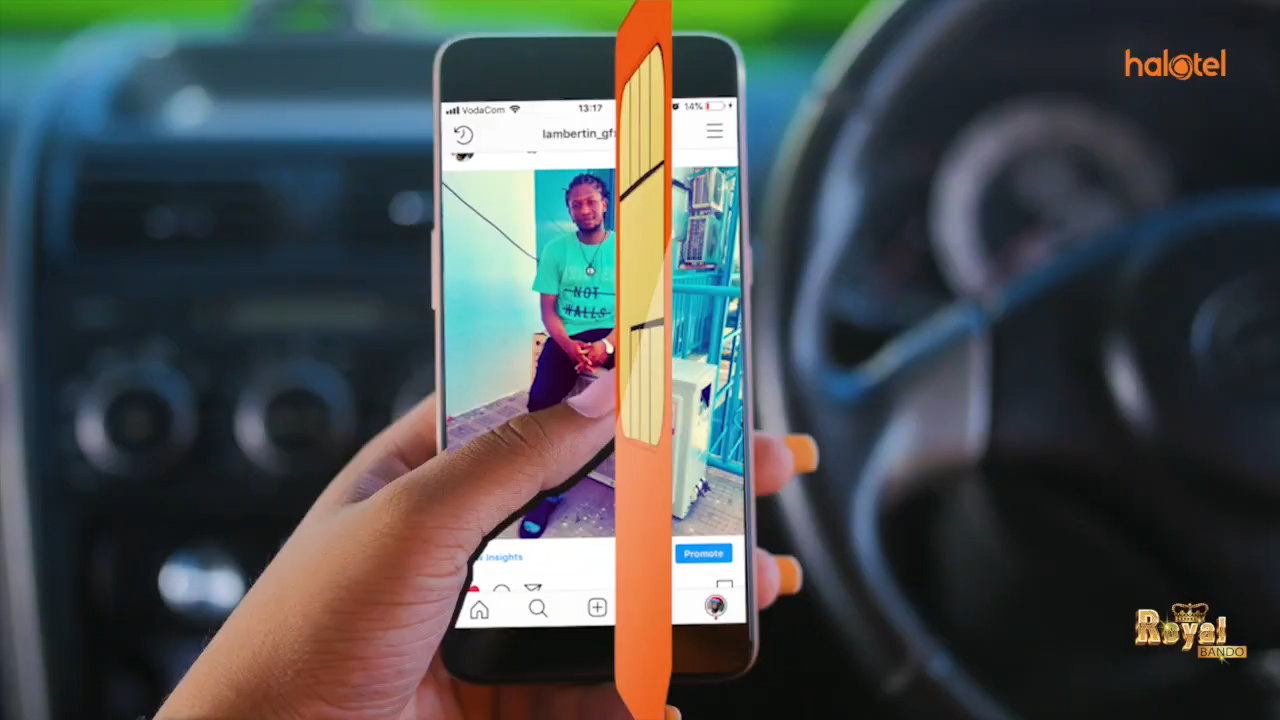 halotel
VodaCom
13:17
14%
lambertin_gf
NOT
WALLS
Insights
Promote
Royal
BANDO